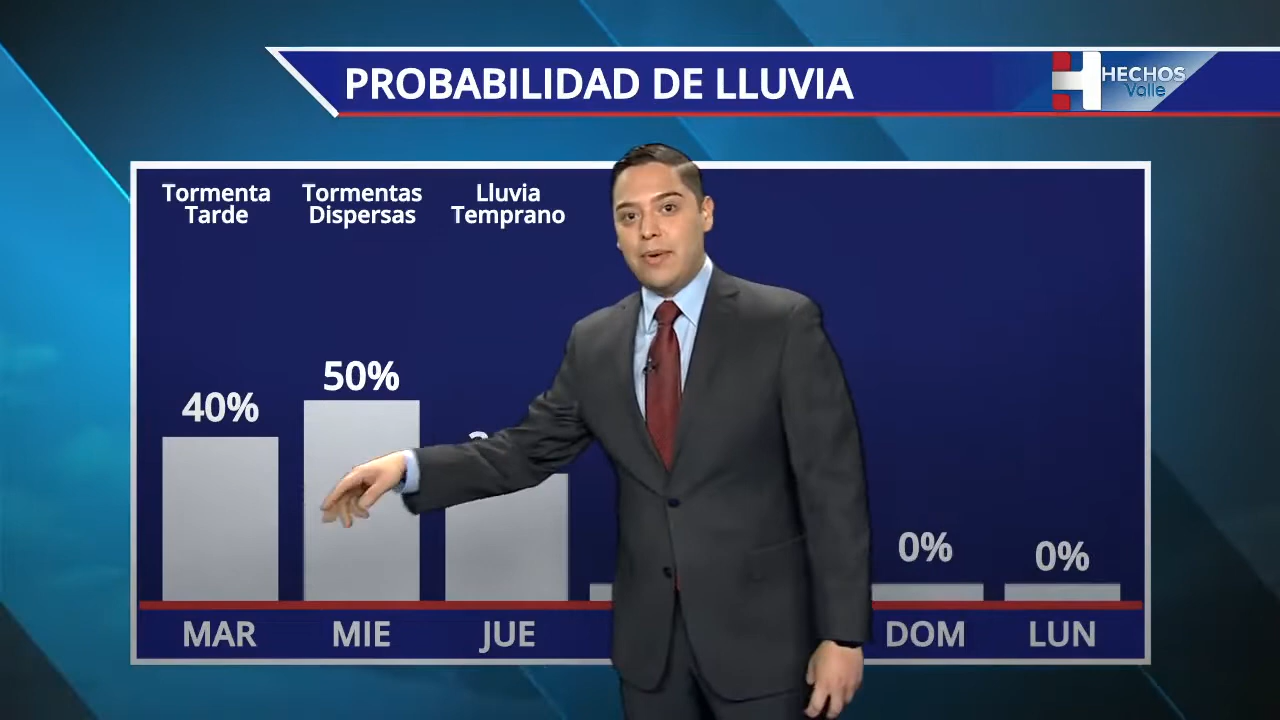 PROBABILIDAD DE LLUVIA
HECHOS
Valle
Tormenta
Tarde
Tormentas
Dispersas
Lluvia
Temprano
40%
50%
0%
0%
MAR
MIE
JUE
DOM
LUN